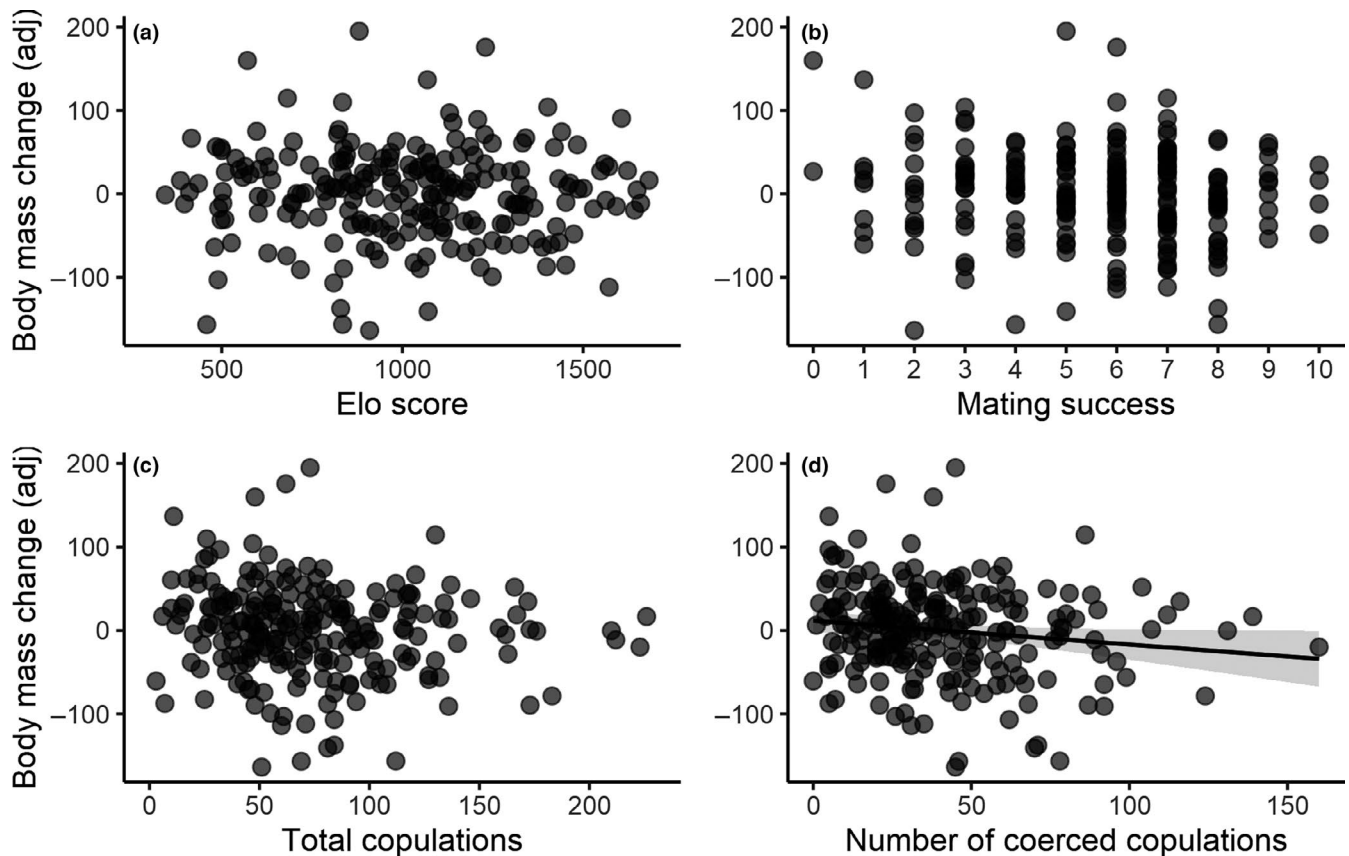 (a)
Body mass change (adj)
200
100
0
−100
500
1000
1500
Elo score
(b)
200
100
0
−100
0 1 2 3 4 5 6 7 8 9 10
Mating success
(c)
Body mass change (adj)
200
100
0
−100
0 50 100 150 200
Total copulations
(d)
200
100
0
−100
0 50 100 150
Number of coerced copulations